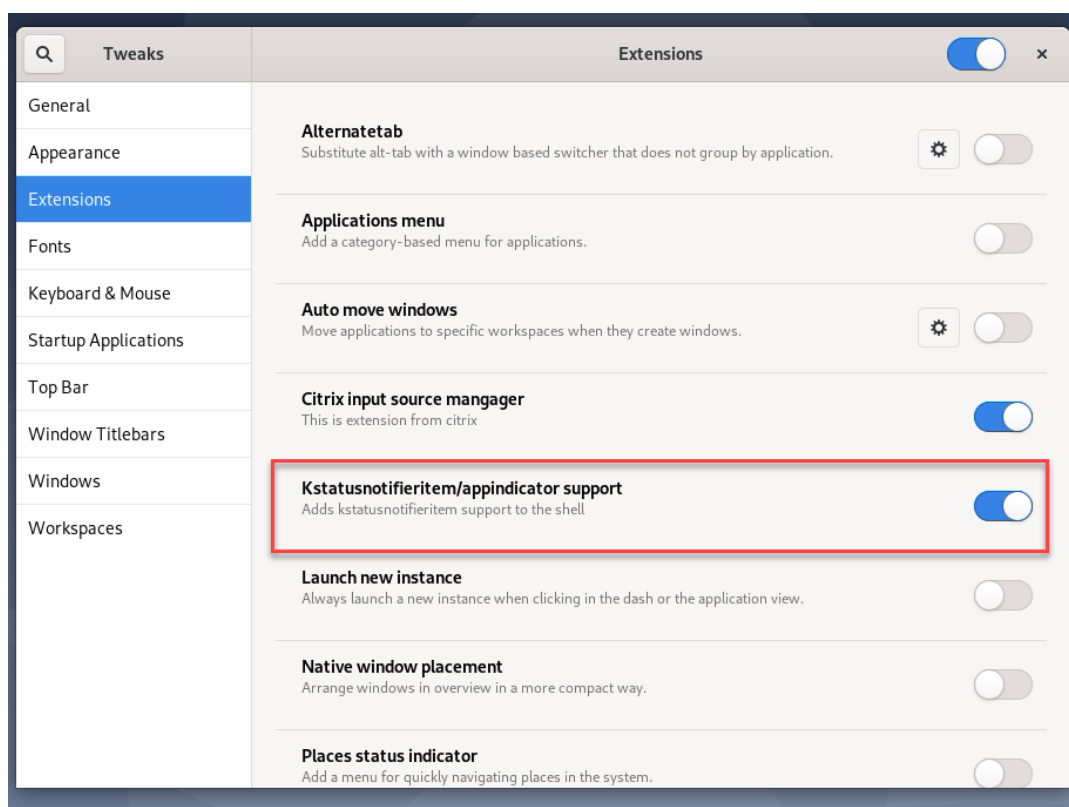 Tweaks
Extensions
General
Appearance
Extensions
Fonts
Keyboard & Mouse
Startup Applications
Top Bar
Window Titlebars
Windows
Workspaces
Alternatetab
Substitute alt-tab with a window based switcher that does not group by application.
Applications menu
Add a category-based menu for applications.
Auto move windows
Move applications to specific workspaces when they create windows.
Citrix input source mangager
This is extension from citrix
Kstatusnotifieritem/appindicator support
Adds kstatusnotifieritem support to the shell
Launch new instance
Always launch a new instance when clicking in the dash or the application view.
Native window placement
Arrange windows in overview in a more compact way.
Places status indicator
Add a menu for quickly navigating places in the system.